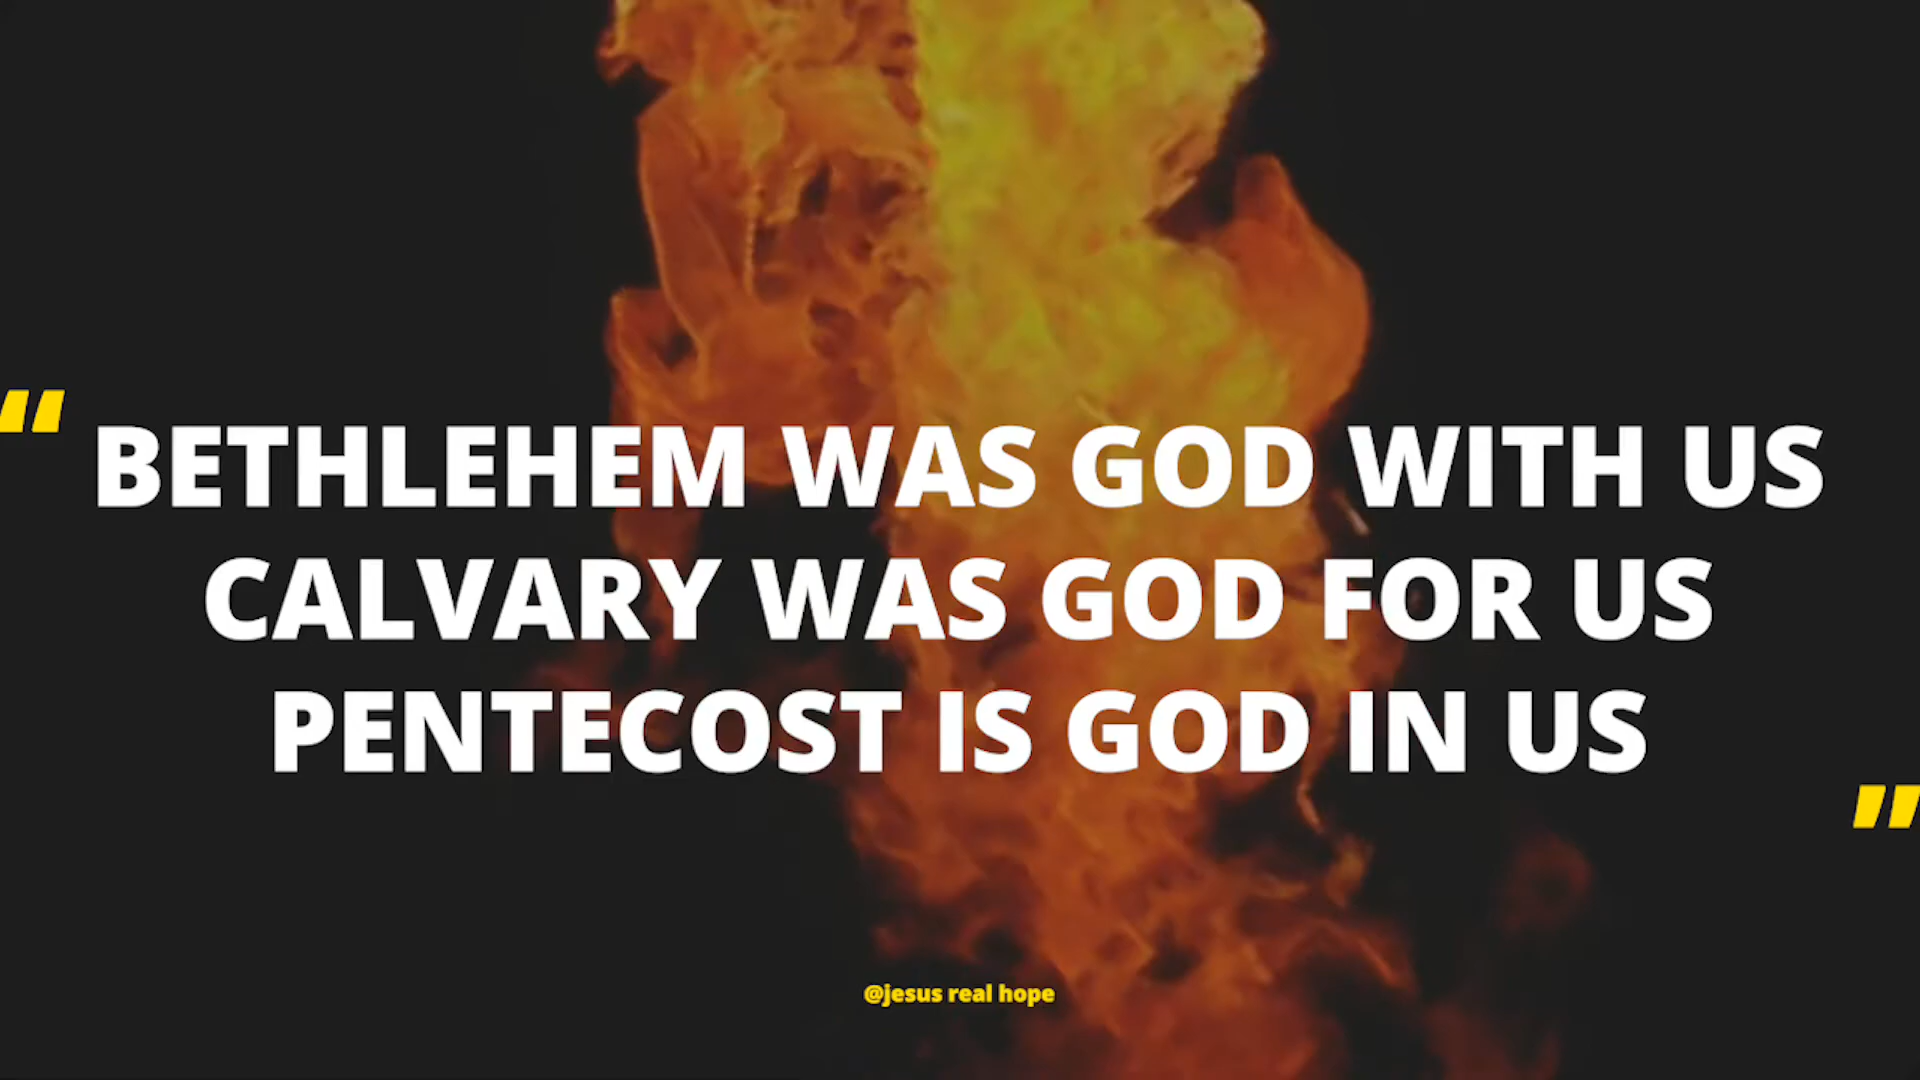 “ BETHLEHEM WAS GOD WITH US
CALVARY WAS GOD FOR US
PENTECOST IS GOD IN US ”
@jesus real hope